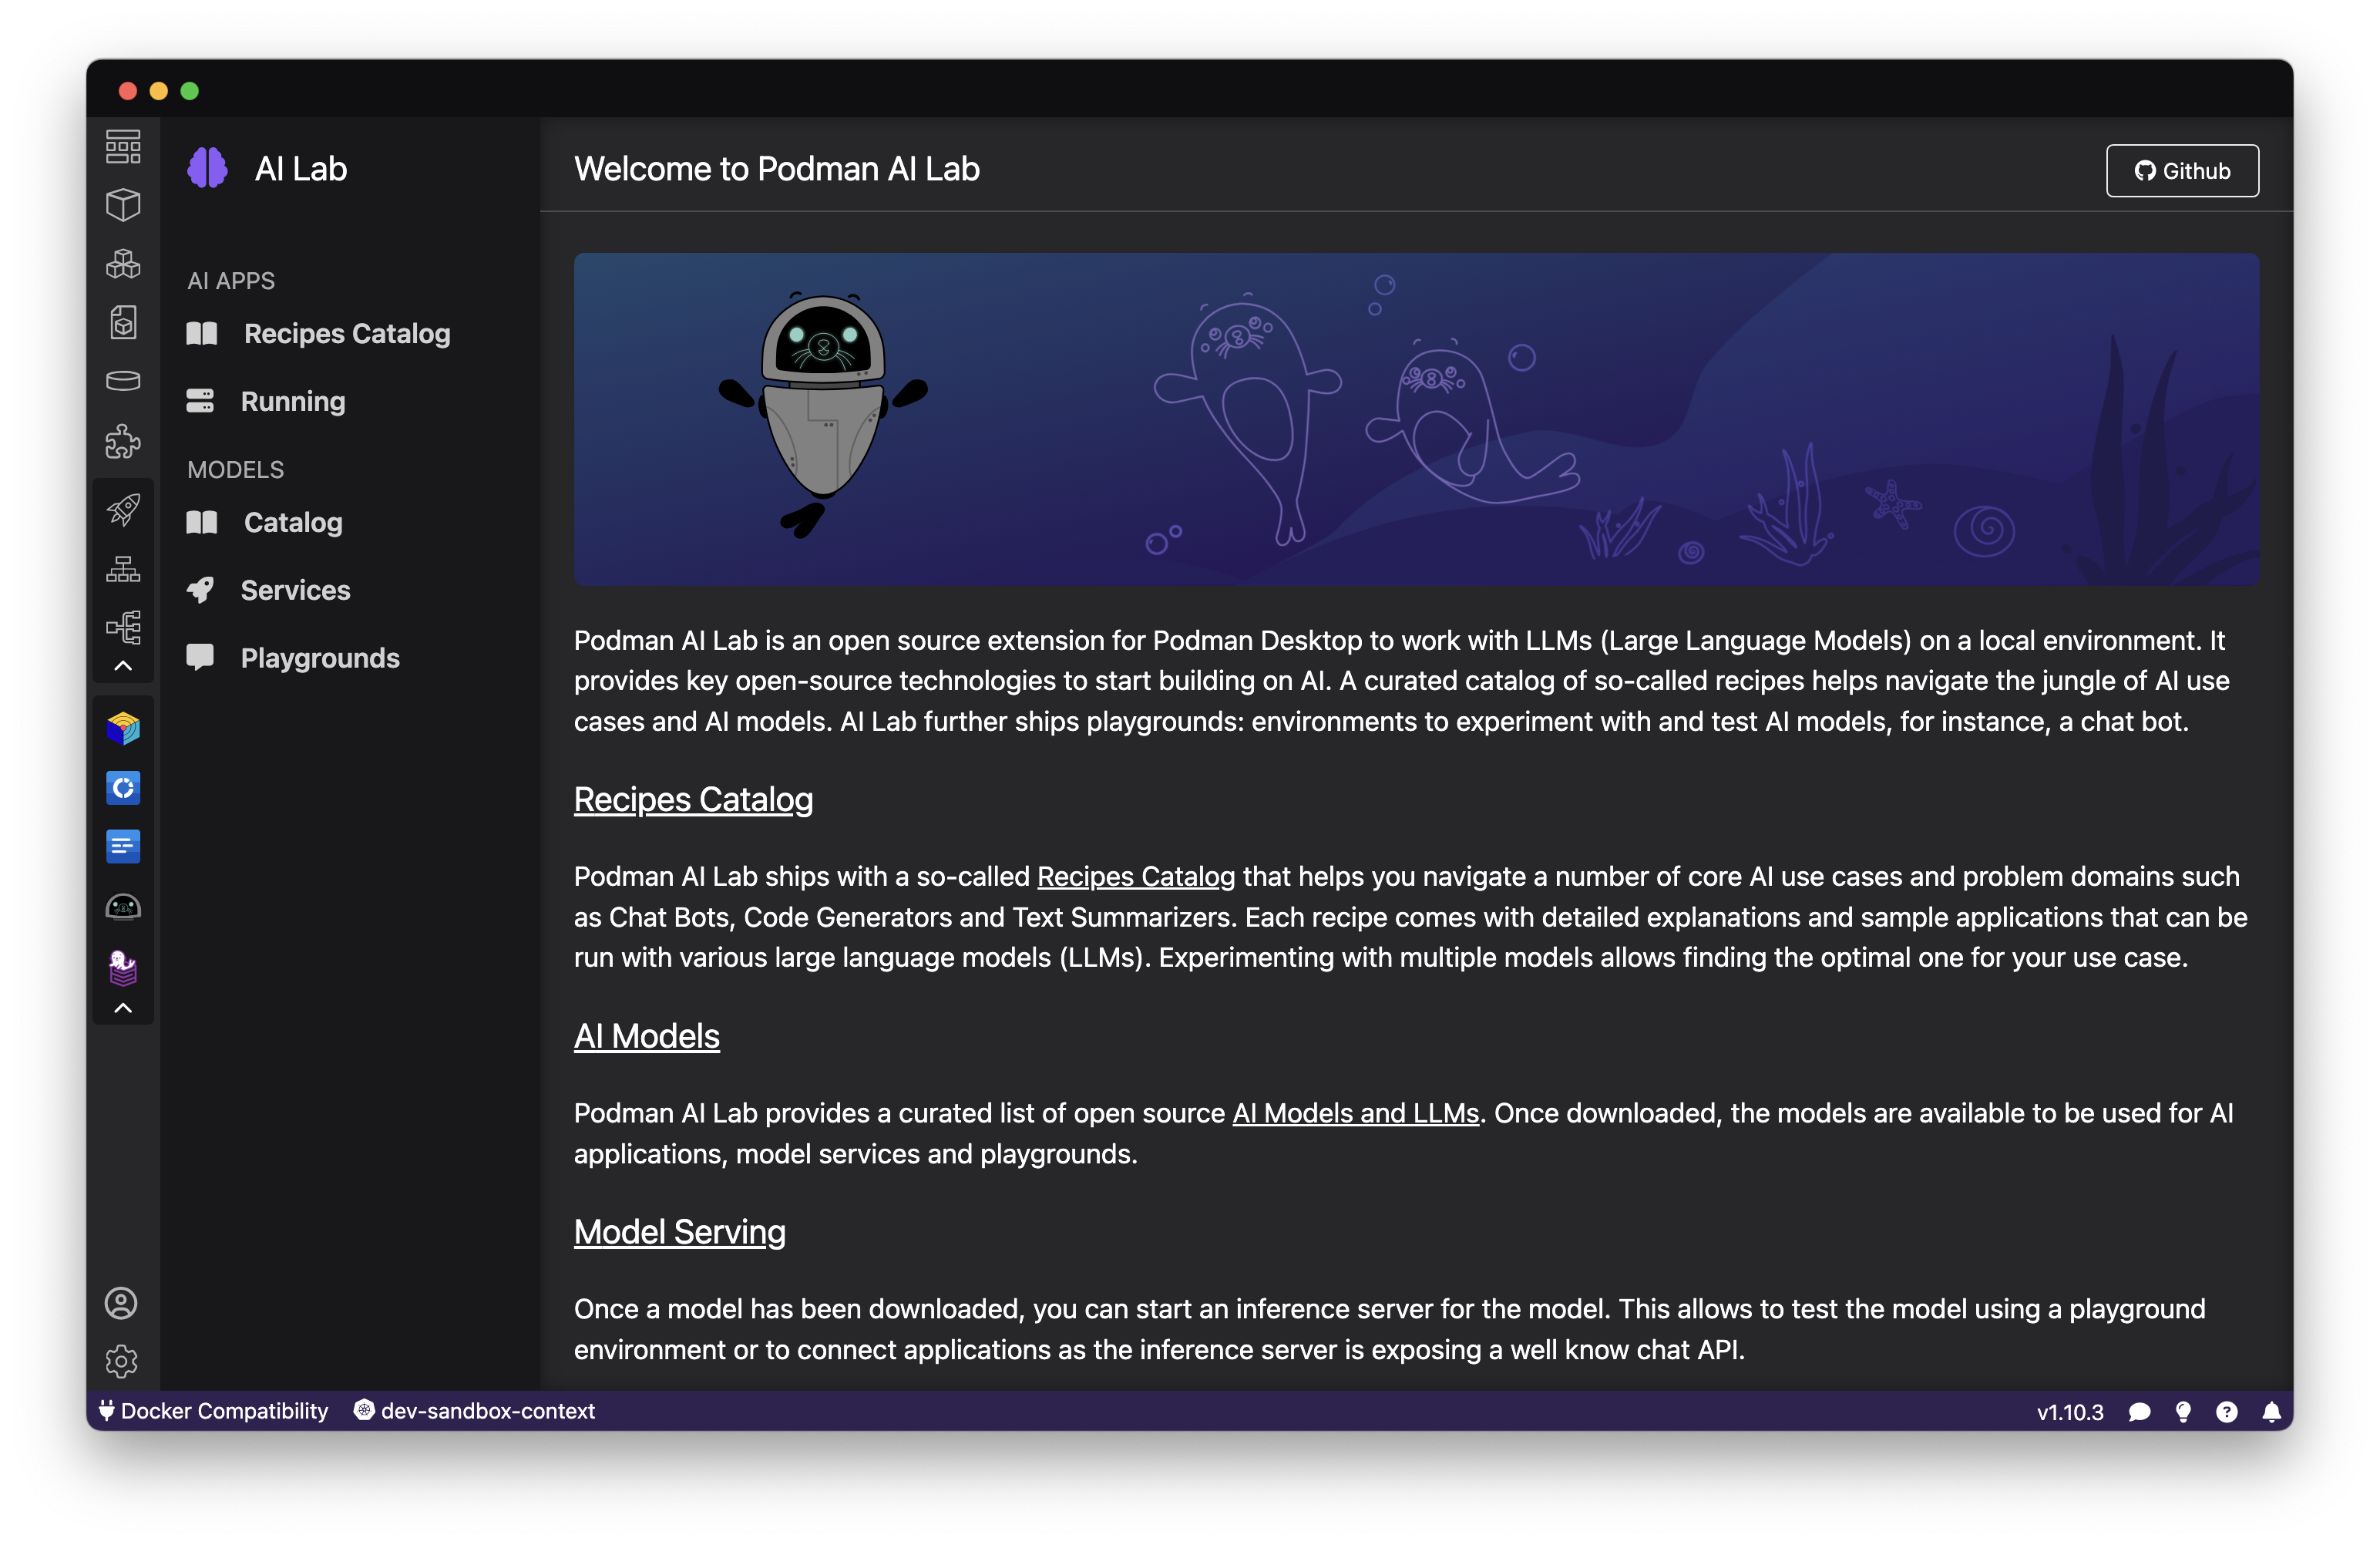 AI Lab
AI APPS
Recipes Catalog
Running
MODELS
Catalog
Services
Playgrounds
Welcome to Podman AI Lab
Github
Podman AI Lab is an open source extension for Podman Desktop to work with LLMs (Large Language Models) on a local environment. It
provides key open-source technologies to start building on AI. A curated catalog of so-called recipes helps navigate the jungle of AI use
cases and AI models. AI Lab further ships playgrounds: environments to experiment with and test AI models, for instance, a chat bot.
Recipes Catalog
Podman AI Lab ships with a so-called Recipes Catalog that helps you navigate a number of core AI use cases and problem domains such
as Chat Bots, Code Generators and Text Summarizers. Each recipe comes with detailed explanations and sample applications that can be
run with various large language models (LLMs). Experimenting with multiple models allows finding the optimal one for your use case.
AI Models
Podman AI Lab provides a curated list of open source AI Models and LLMs. Once downloaded, the models are available to be used for AI
applications, model services and playgrounds.
Model Serving
Once a model has been downloaded, you can start an inference server for the model. This allows to test the model using a playground
environment or to connect applications as the inference server is exposing a well know chat API.
Docker Compatibility
dev-sandbox-context
v1.10.3